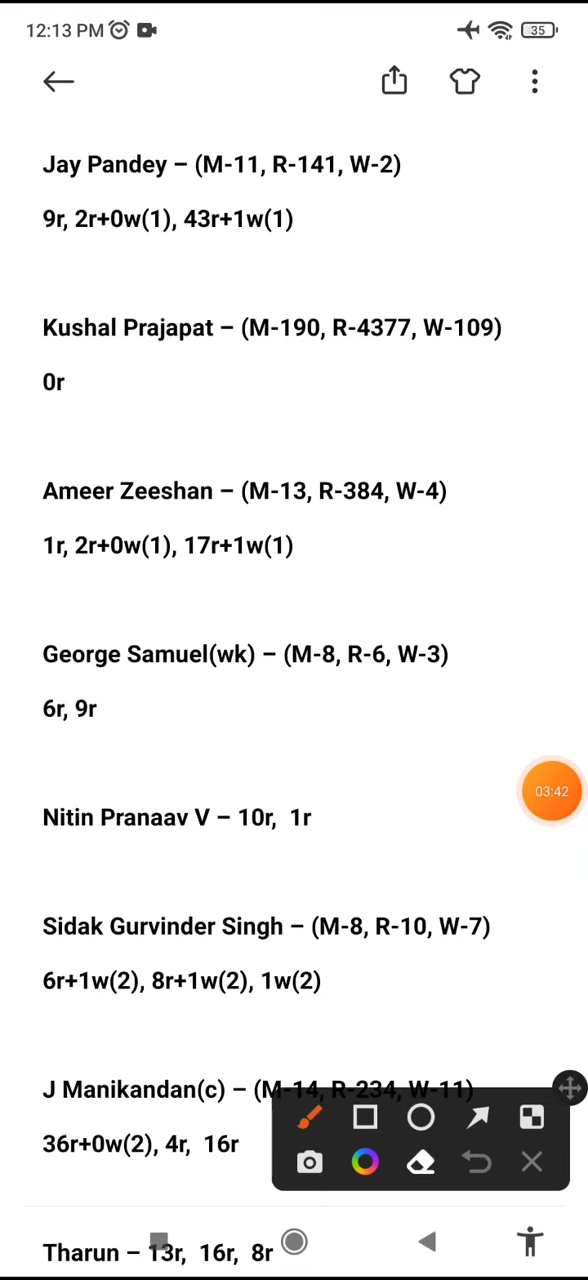 12:13 PM
35
Jay Pandey – (M-11, R-141, W-2)
9r, 2r+0w(1), 43r+1w(1)
Kushal Prajapat – (M-190, R-4377, W-109)
0r
Ameer Zeeshan – (M-13, R-384, W-4)
1r, 2r+0w(1), 17r+1w(1)
George Samuel(wk) – (M-8, R-6, W-3)
6r, 9r
03:42
Nitin Pranaav V – 10r, 1r
Sidak Gurvinder Singh – (M-8, R-10, W-7)
6r+1w(2), 8r+1w(2), 1w(2)
J Manikandan(c) – (M-14, R-234, W-11)
36r+0w(2), 4r, 16r
Tharun – 13r, 16r, 8r